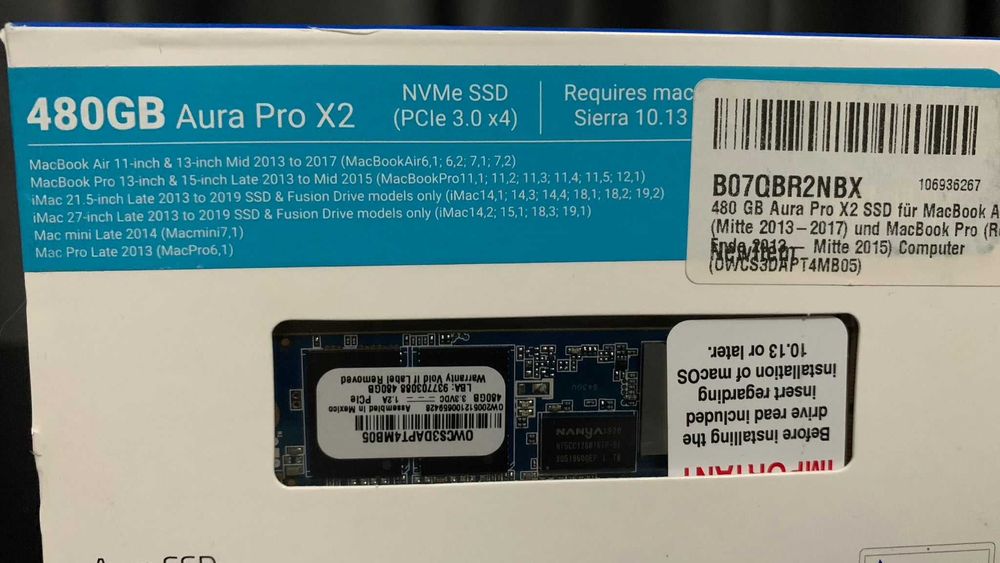 480GB Aura Pro X2
NVMe SSD
(PCIe 3.0 x4)
Requires mac
Sierra 10.13
MacBook Air 11-inch & 13-inch Mid 2013 to 2017 (MacBookAir6,1; 6,2; 7,1; 7,2)
MacBook Pro 13-inch & 15-inch Late 2013 to Mid 2015 (MacBookPro11,1; 11,2; 11,3; 11,4; 11,5; 12,1)
iMac 21.5-inch Late 2013 to 2019 SSD & Fusion Drive models only (iMac14,1; 14,3; 14,4; 18,1; 18,2; 19,2)
iMac 27-inch Late 2013 to 2019 SSD & Fusion Drive models only (iMac14,2; 15,1; 18,3; 19,1)
Mac mini Late 2014 (Macmini7,1)
Mac Pro Late 2013 (MacPro6,1)
B07QBR2NBX 106936267
480 GB Aura Pro X2 SSD für MacBook A
(Mitte 2013–2017) und MacBook Pro (R
Ende 2013 – Mitte 2015) Computer
NewItem
(OWCS3DAPT4MB05)
OWCS3DAPT4MB05
Assembled in Mexico
480GB 3.3VDC 1.2A PCIe
LBA: 937703088 480GB
Warranty Void If Label Removed
NANYA
IMPORTANT
Before installing the
drive read included
insert regarding
installation of macOS
10.13 or later.